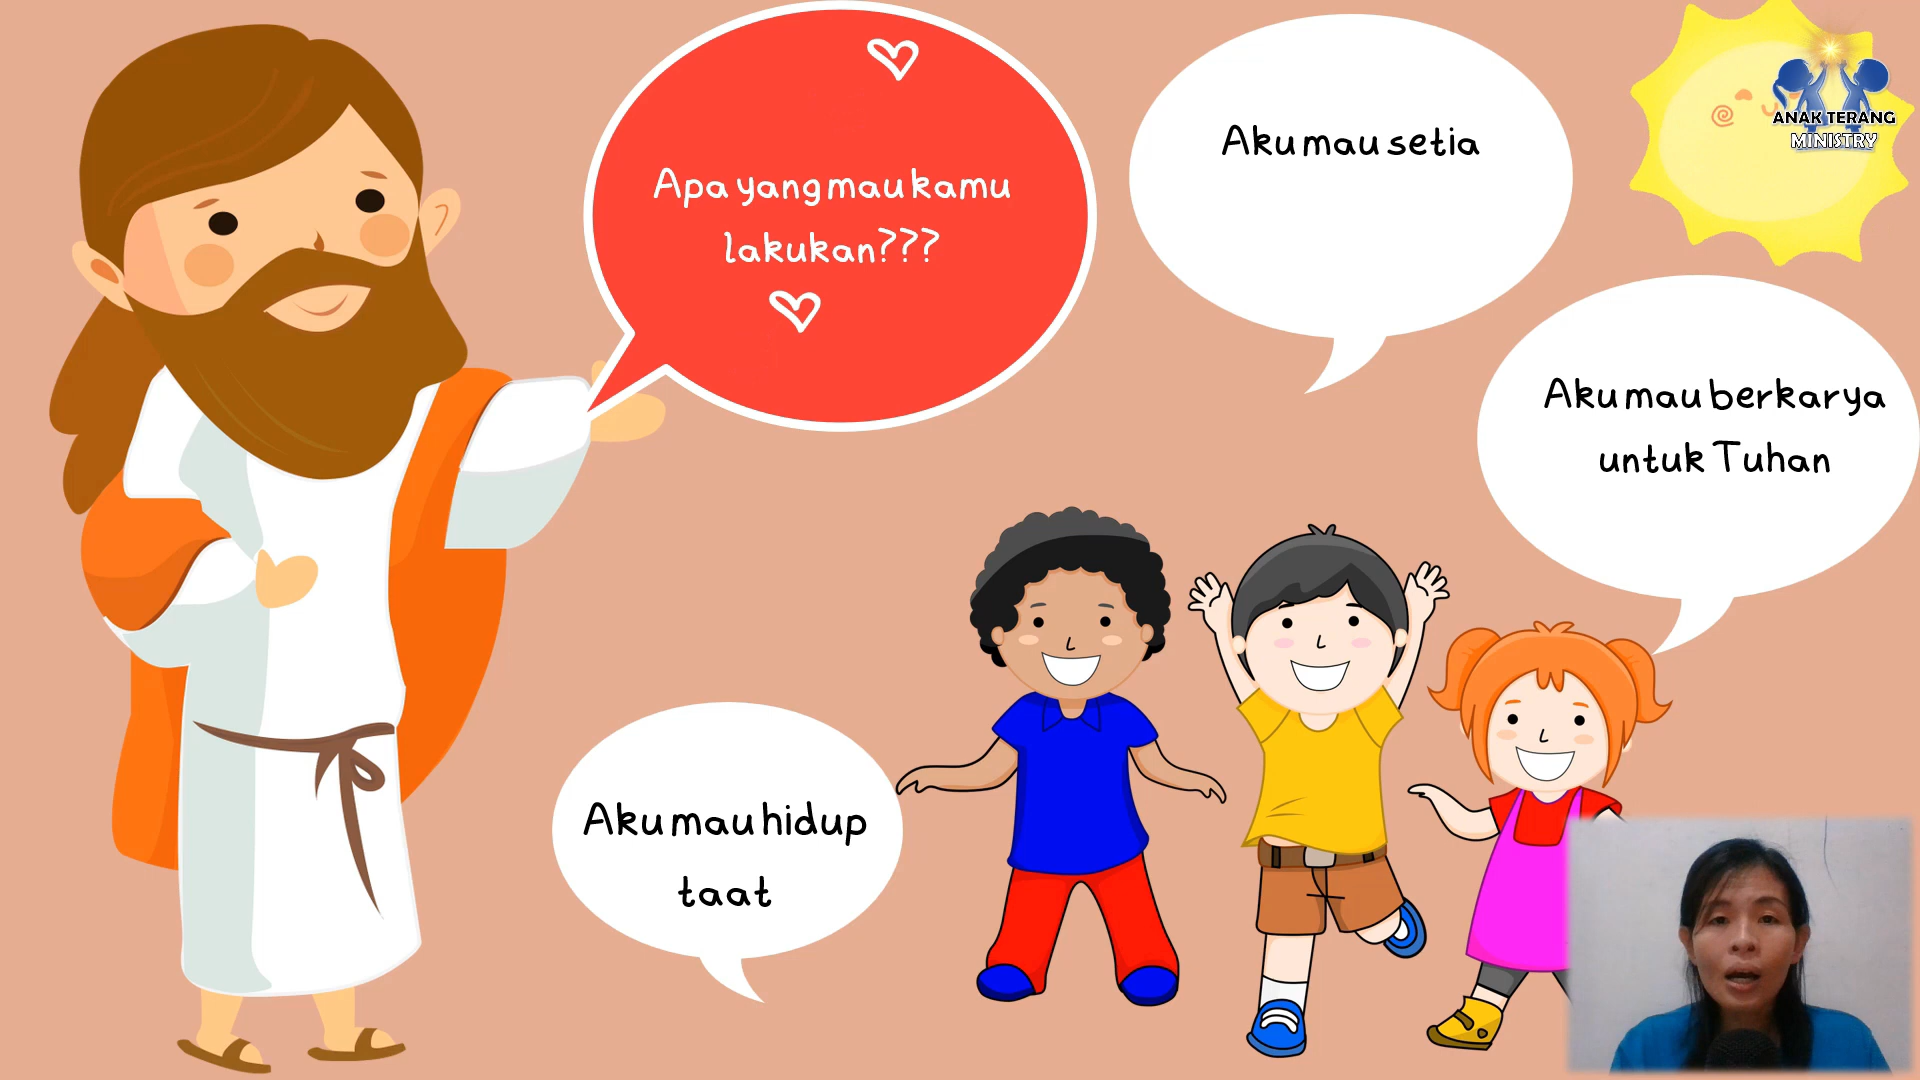 Apa yang mau kamu
lakukan???
Aku mau setia
ANAK TERANG
MINISTRY
Aku mau berkarya
untuk Tuhan
Aku mau hidup
taat